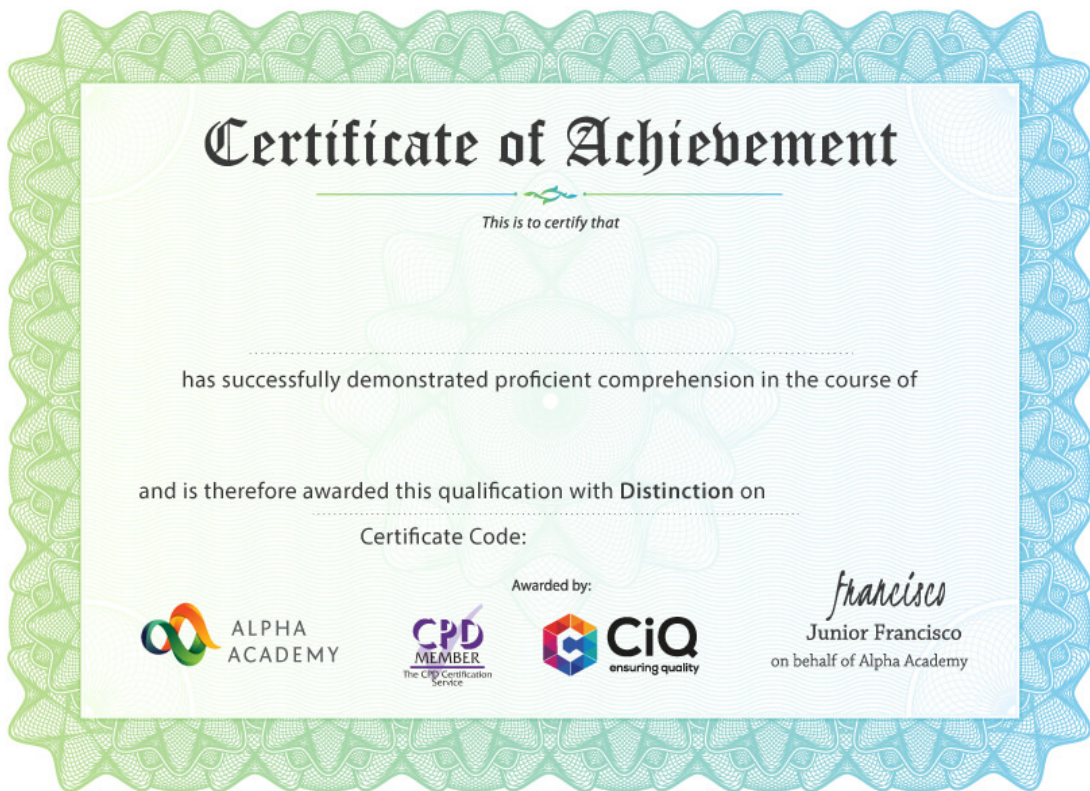 Certificate of Achievement
This is to certify that
has successfully demonstrated proficient comprehension in the course of
and is therefore awarded this qualification with Distinction on
Certificate Code:
Awarded by:
ALPHA
ACADEMY
CPD
MEMBER
The CPD Certification
Service
CiQ
ensuring quality
Francisco
Junior Francisco
on behalf of Alpha Academy